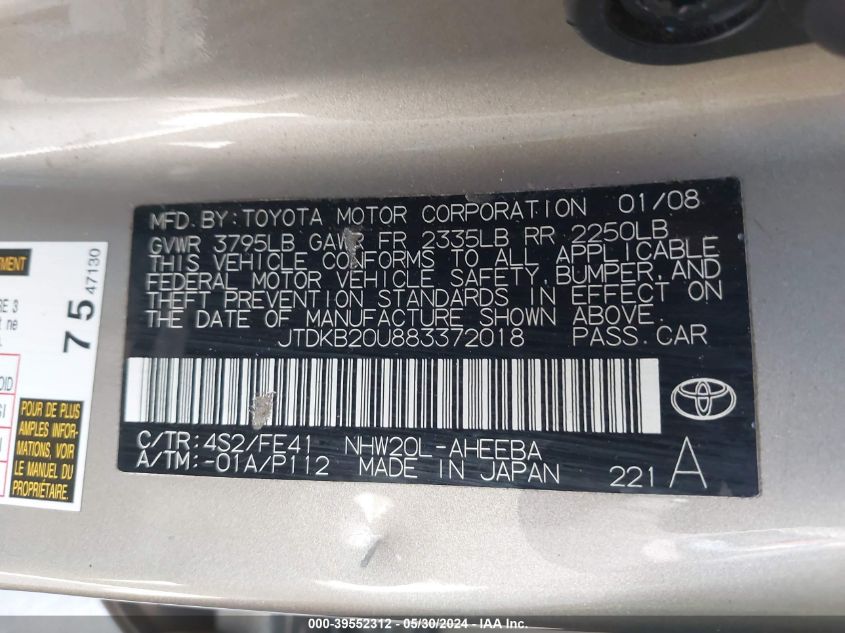 MFD. BY: TOYOTA MOTOR CORPORATION 01/08
GVWR 3795LB GAWR FR 2335LB RR 2250LB
THIS VEHICLE CONFORMS TO ALL APPLICABLE
FEDERAL MOTOR VEHICLE SAFETY, BUMPER, AND
THEFT PREVENTION STANDARDS IN EFFECT ON
THE DATE OF MANUFACTURE SHOWN ABOVE.
JTDKB20U883372018 PASS. CAR
C/TR: 4S2/FE41 NHW20L-AHEEBA
A/TM: -01A/P112 MADE IN JAPAN 221 A
75 47130
POUR DE PLUS
AMPLES INFOR-
MATIONS, VOIR
LE MANUEL DU
PROPRIÉTAIRE.
000-39552312 - 05/30/2024 - IAA Inc.